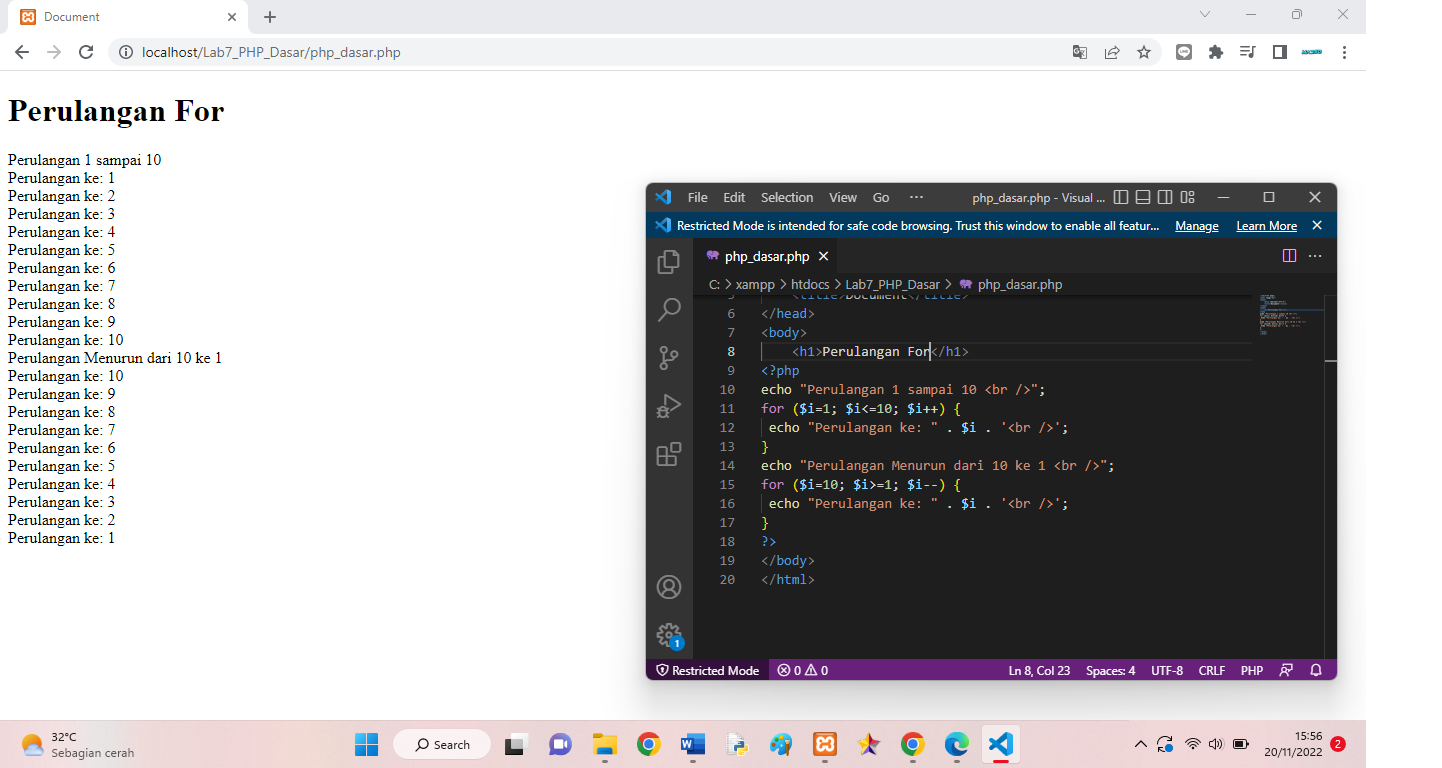 Document
localhost/Lab7_PHP_Dasar/php_dasar.php
Perulangan For
Perulangan 1 sampai 10
Perulangan ke: 1
Perulangan ke: 2
Perulangan ke: 3
Perulangan ke: 4
Perulangan ke: 5
Perulangan ke: 6
Perulangan ke: 7
Perulangan ke: 8
Perulangan ke: 9
Perulangan ke: 10
Perulangan Menurun dari 10 ke 1
Perulangan ke: 10
Perulangan ke: 9
Perulangan ke: 8
Perulangan ke: 7
Perulangan ke: 6
Perulangan ke: 5
Perulangan ke: 4
Perulangan ke: 3
Perulangan ke: 2
Perulangan ke: 1
File Edit Selection View Go ··· php_dasar.php - Visual ...
Restricted Mode is intended for safe code browsing. Trust this window to enable all featur... Manage Learn More
php_dasar.php
C: > xampp > htdocs > Lab7_PHP_Dasar > php_dasar.php
5 <title>Document</title>
6 </head>
7 <body>
8 <h1>Perulangan For</h1>
9 <?php
10 echo "Perulangan 1 sampai 10 <br />";
11 for ($i=1; $i<=10; $i++) {
12 echo "Perulangan ke: " . $i . '<br />';
13 }
14 echo "Perulangan Menurun dari 10 ke 1 <br />";
15 for ($i=10; $i>=1; $i--) {
16 echo "Perulangan ke: " . $i . '<br />';
17 }
18 ?>
19 </body>
20 </html>
1
Restricted Mode 0 0 Ln 8, Col 23 Spaces: 4 UTF-8 CRLF PHP
32°C
Sebagian cerah
Search
15:56
20/11/2022
2